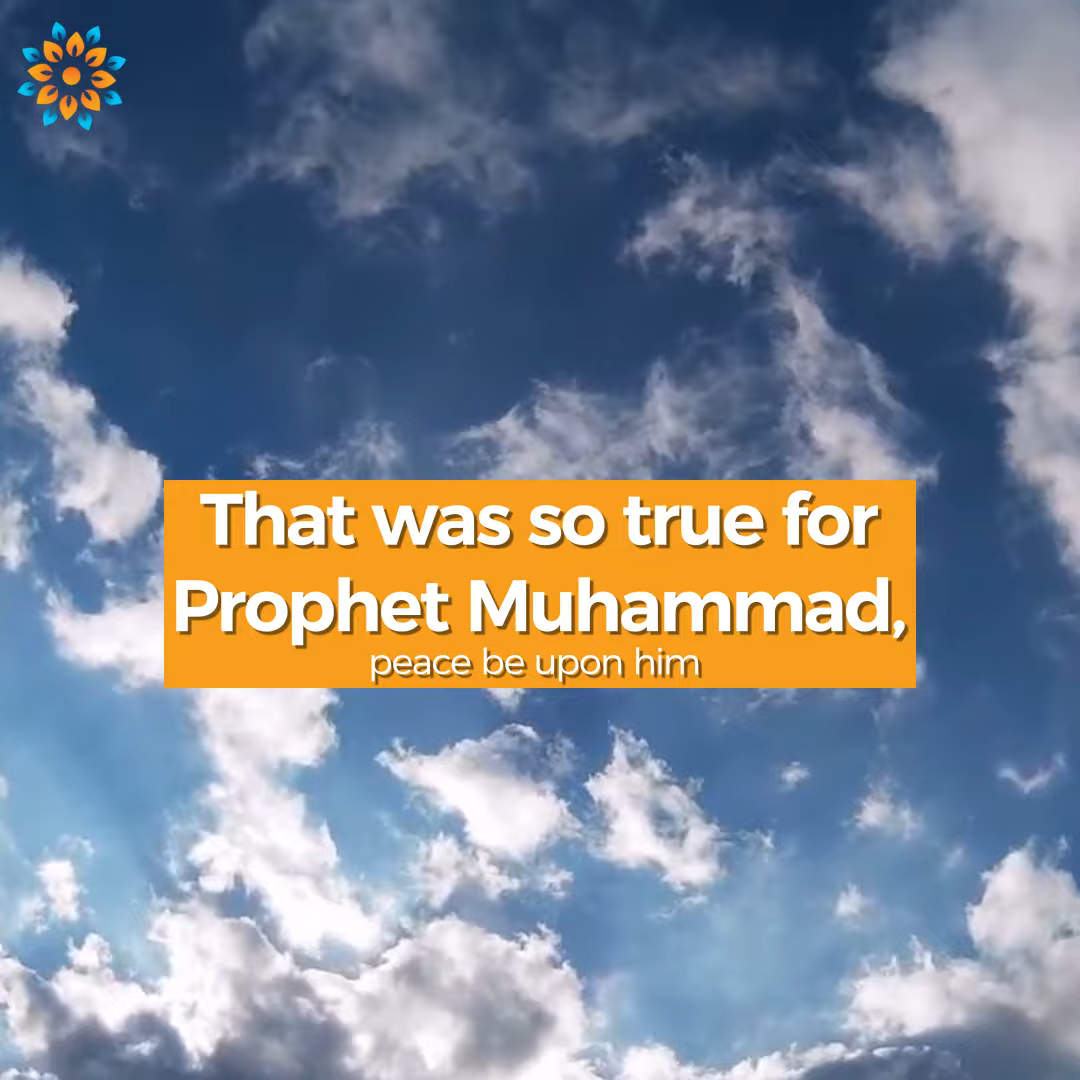 That was so true for
Prophet Muhammad,
peace be upon him